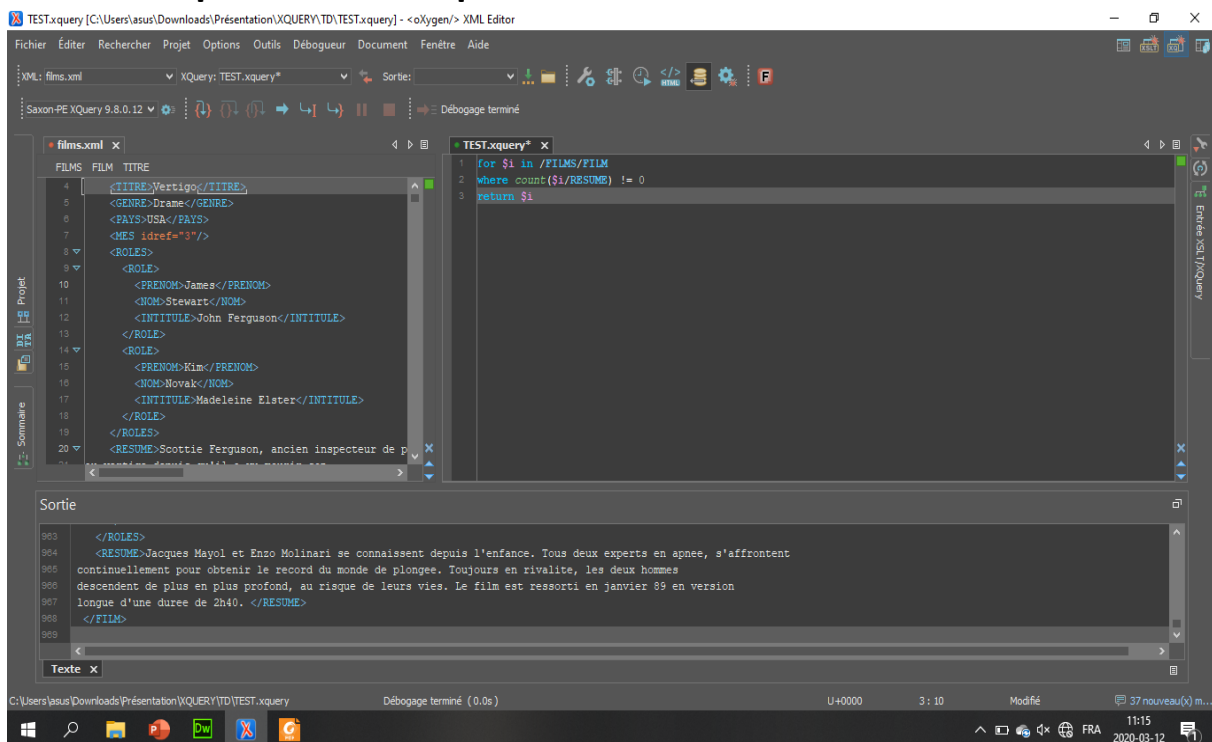 TEST.xquery [C:\Users\asus\Downloads\Présentation\XQUERY\TD\TEST.xquery] - <oXygen/> XML Editor
Fichier Éditer Rechercher Projet Options Outils Débogueur Document Fenêtre Aide
XML: films.xml XQuery: TEST.xquery* Sortie:
Saxon-PE XQuery 9.8.0.12 Débogage terminé
films.xml
FILMS FILM TITRE
4 <TITRE>Vertigo</TITRE>
5 <GENRE>Drame</GENRE>
6 <PAYS>USA</PAYS>
7 <MES idref="3"/>
8 <ROLES>
9 <ROLE>
10 <PRENOM>James</PRENOM>
11 <NOM>Stewart</NOM>
12 <INTITULE>John Ferguson</INTITULE>
13 </ROLE>
14 <ROLE>
15 <PRENOM>Kim</PRENOM>
16 <NOM>Novak</NOM>
17 <INTITULE>Madeleine Elster</INTITULE>
18 </ROLE>
19 </ROLES>
20 <RESUME>Scottie Ferguson, ancien inspecteur de p
TEST.xquery*
1 for $i in /FILMS/FILM
2 where count($i/RESUME) != 0
3 return $i
Projet
Sommaire
Entrée XSLT/XQuery
Sortie
963 </ROLES>
964 <RESUME>Jacques Mayol et Enzo Molinari se connaissent depuis l'enfance. Tous deux experts en apnee, s'affrontent
965 continuellement pour obtenir le record du monde de plongee. Toujours en rivalite, les deux hommes
966 descendent de plus en plus profond, au risque de leurs vies. Le film est ressorti en janvier 89 en version
967 longue d'une duree de 2h40. </RESUME>
968 </FILM>
969
Texte
C:\Users\asus\Downloads\Présentation\XQUERY\TD\TEST.xquery Débogage terminé (0.0s) U+0000 3 : 10 Modifié 37 nouveau(x) m...
FRA 11:15
2020-03-12